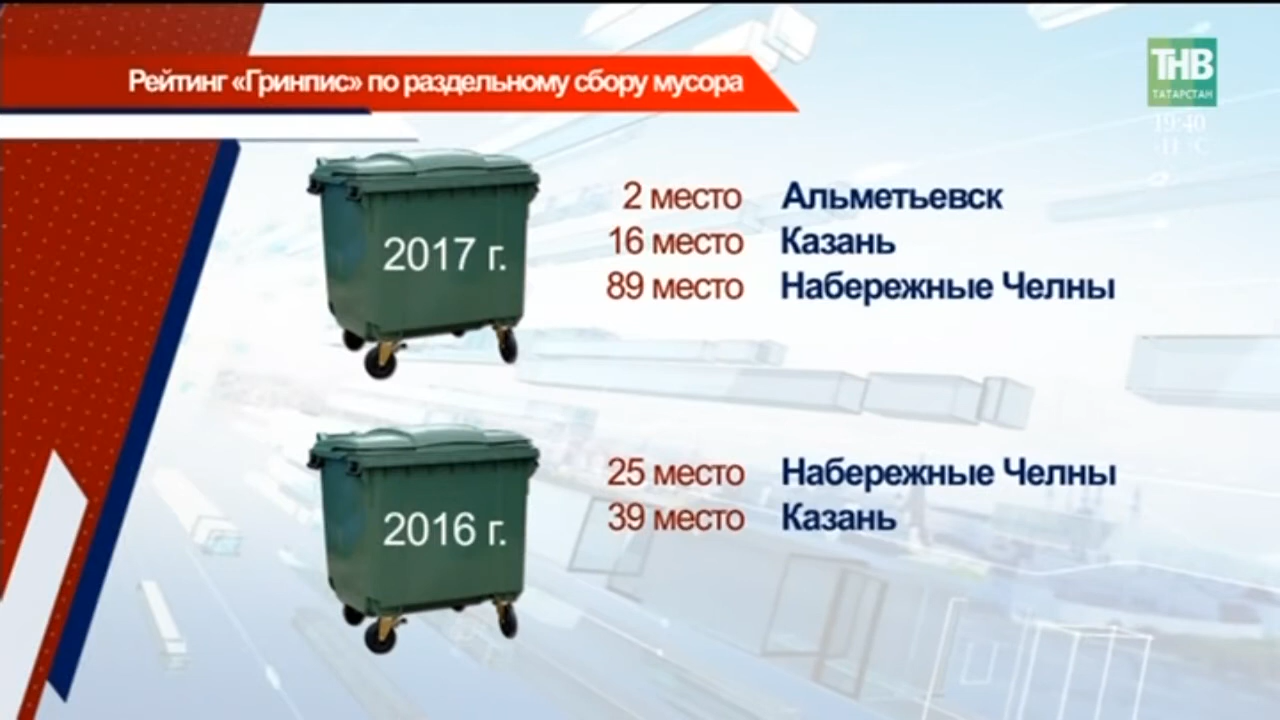 Рейтинг «Гринпис» по раздельному сбору мусора
ТНВ
ТАТАРСТАН
19:40
2017 г.
2 место Альметьевск
16 место Казань
89 место Набережные Челны
2016 г.
25 место Набережные Челны
39 место Казань